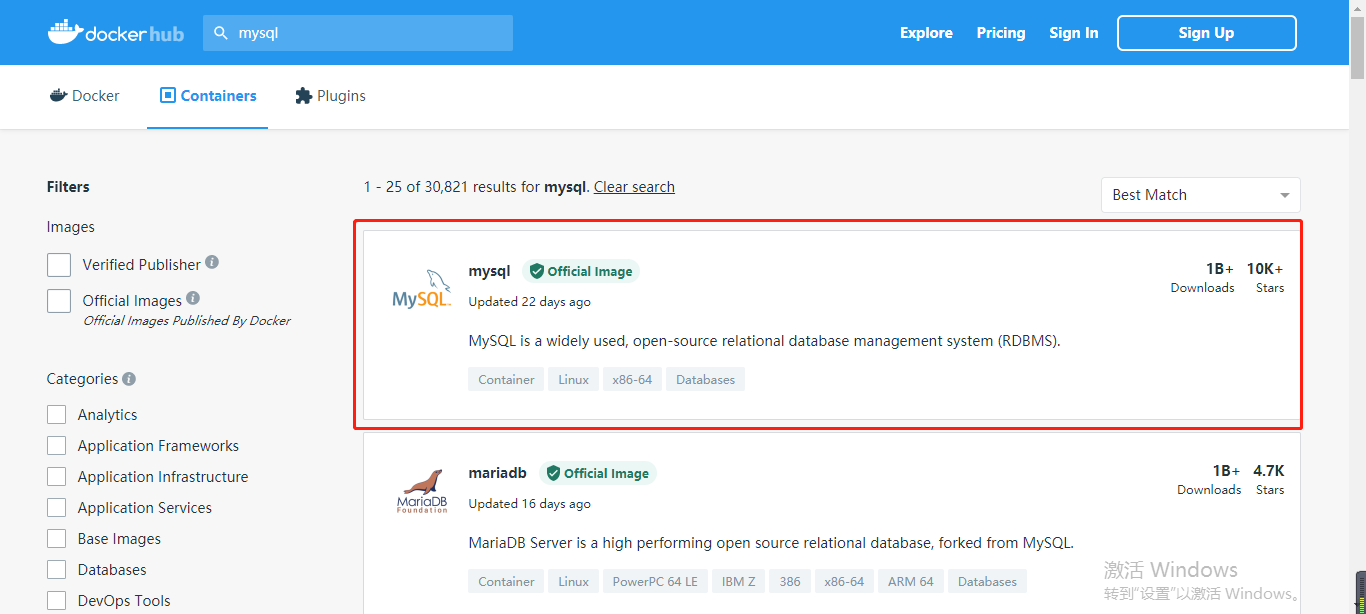 docker hub
mysql
Explore Pricing Sign In Sign Up
Docker Containers Plugins
Filters
Images
Verified Publisher
Official Images
Official Images Published By Docker
Categories
Analytics
Application Frameworks
Application Infrastructure
Application Services
Base Images
Databases
DevOps Tools
1 - 25 of 30,821 results for mysql. Clear search
Best Match
MySQL
mysql Official Image
Updated 22 days ago
1B+ 10K+
Downloads Stars
MySQL is a widely used, open-source relational database management system (RDBMS).
Container Linux x86-64 Databases
MariaDB
Foundation
mariadb Official Image
Updated 16 days ago
1B+ 4.7K
Downloads Stars
MariaDB Server is a high performing open source relational database, forked from MySQL.
Container Linux PowerPC 64 LE IBM Z 386 x86-64 ARM 64 Databases
激活 Windows
转到“设置”以激活 Windows。